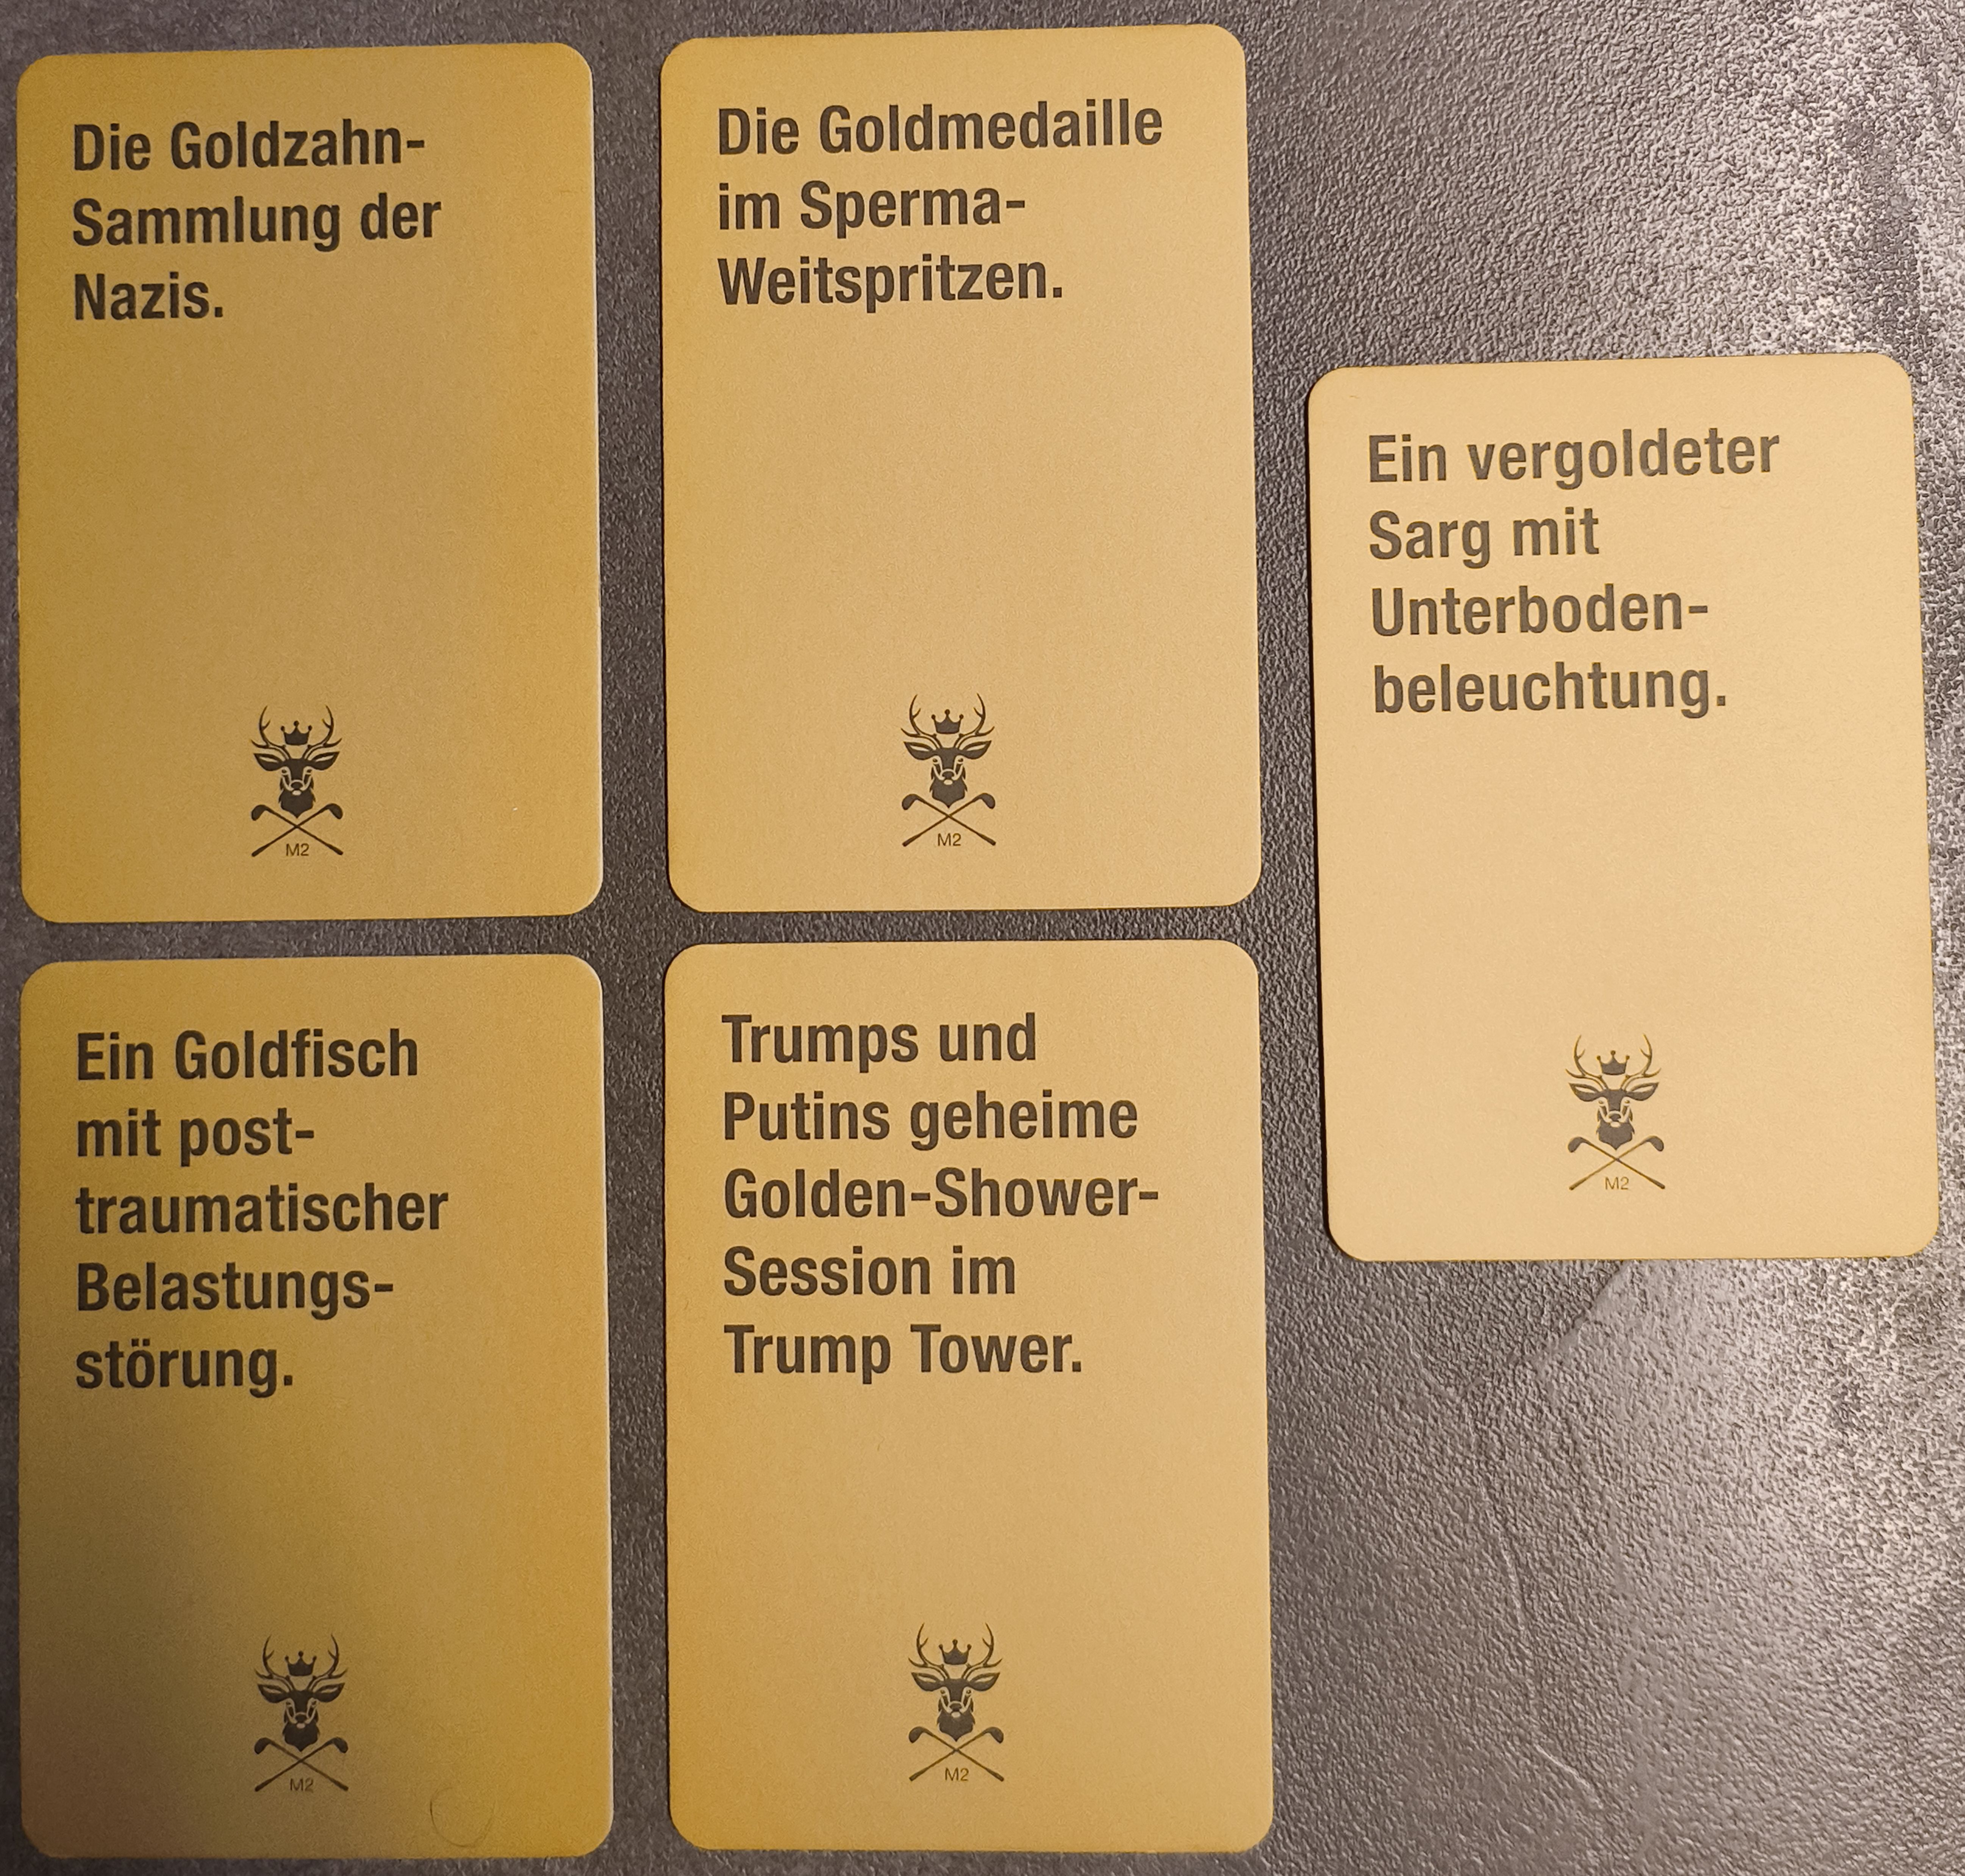 Die Goldzahn-
Sammlung der
Nazis.
M2
Die Goldmedaille
im Sperma-
Weitspritzen.
M2
Ein vergoldeter
Sarg mit
Unterboden-
beleuchtung.
M2
Ein Goldfisch
mit post-
traumatischer
Belastungs-
störung.
M2
Trumps und
Putins geheime
Golden-Shower-
Session im
Trump Tower.
M2